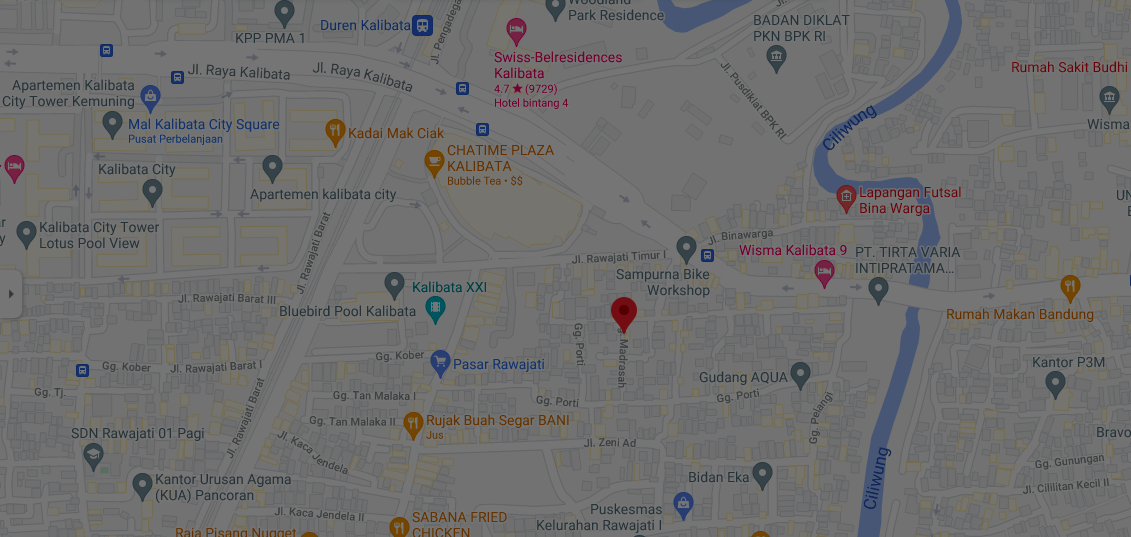 Woodland
Park Residence
KPP PMA 1
Duren Kalibata
Jl. Pengadega
BADAN DIKLAT
PKN BPK RI
Swiss-Belresidences
Kalibata
4.7 ★ (9729)
Hotel bintang 4
Jl. Raya Kalibata
Jl. Raya Kalibata
Jl. Pusdiklat BPK RI
Rumah Sakit Budhi
Apartemen Kalibata
City Tower Kemuning
Mal Kalibata City Square
Pusat Perbelanjaan
Kadai Mak Ciak
Ciliwung
Wisma
CHATIME PLAZA
KALIBATA
Bubble Tea • $$
Kalibata City
Apartemen kalibata city
Lapangan Futsal
Bina Warga
UN
Kalibata City Tower
Lotus Pool View
Jl. Rawajati Barat
Jl. Binawarga
Jl. Rawajati Timur I
Wisma Kalibata 9
PT. TIRTA VARIA
INTIPRATAMA...
Sampurna Bike
Workshop
Kalibata XXI
Jl. Rawajati Barat III
Bluebird Pool Kalibata
Rumah Makan Bandung
Gg. Porti
Gg. Madrasah
Gg. Kober
Gg. Kober
Jl. Rawajati Barat I
Pasar Rawajati
Kantor P3M
Gudang AQUA
Gg. Tj.
Gg. Tan Malaka I
Gg. Porti
Gg. Porti
Jl. Rawajati Barat
Gg. Tan Malaka II
Rujak Buah Segar BANI
Jus
Gg. Pelangi
SDN Rawajati 01 Pagi
Jl. Kaca Jendela
Jl. Zeni Ad
Bravo
Gg. Gunungan
Kantor Urusan Agama
(KUA) Pancoran
Bidan Eka
Ciliwung
Jl. Cililitan Kecil II
Jl. Kaca Jendela II
SABANA FRIED
CHICKEN
Puskesmas
Kelurahan Rawajati I
Raja Pisang Nugget